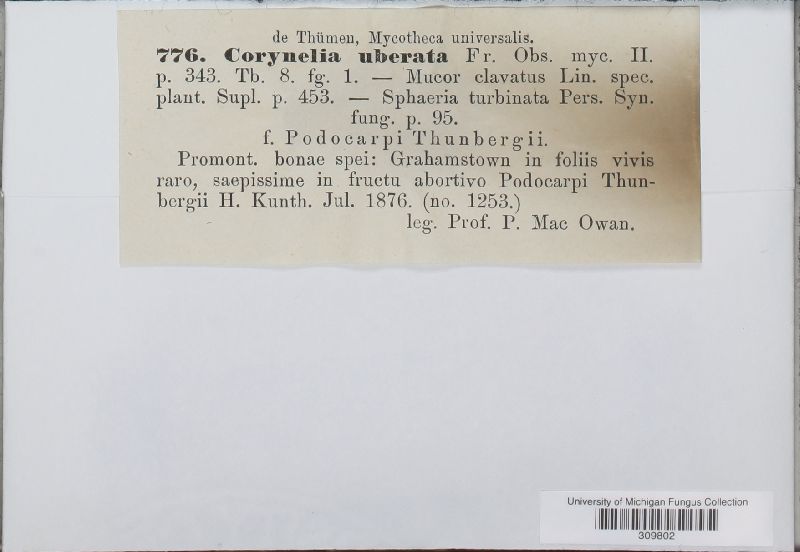 de Thümen, Mycotheca universalis.
776. Corynelia uberata Fr. Obs. myc. II.
p. 343. Tb. 8. fg. 1. — Mucor clavatus Lin. spec.
plant. Supl. p. 453. — Sphaeria turbinata Pers. Syn.
fung. p. 95.
f. Podocarpi Thunbergii.
Promont. bonae spei: Grahamstown in foliis vivis
raro, saepissime in fructu abortivo Podocarpi Thun-
bergii H. Kunth. Jul. 1876. (no. 1253.)
leg. Prof. P. Mac Owan.
University of Michigan Fungus Collection
309802